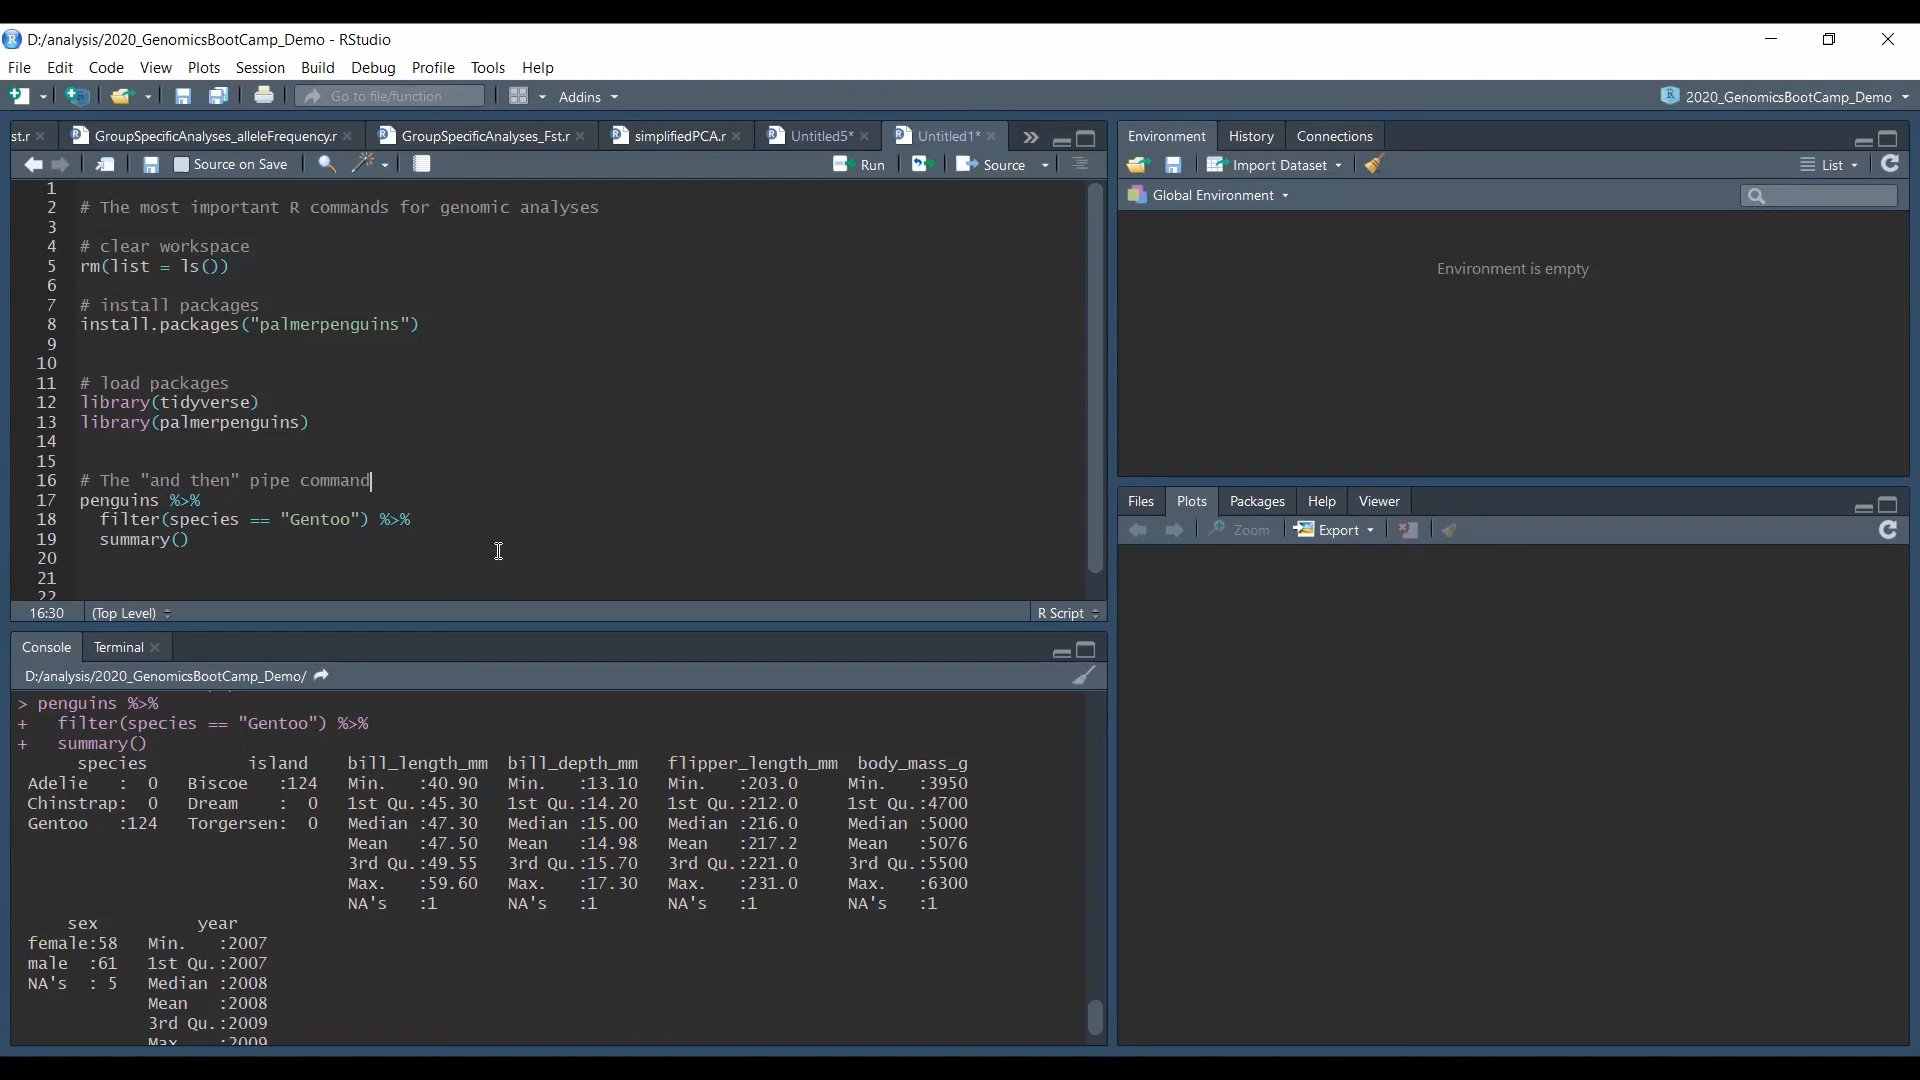 D:/analysis/2020_GenomicsBootCamp_Demo - RStudio
File Edit Code View Plots Session Build Debug Profile Tools Help
Go to file/function Addins 2020_GenomicsBootCamp_Demo
st.r GroupSpecificAnalyses_alleleFrequency.r GroupSpecificAnalyses_Fst.r simplifiedPCA.r Untitled5* Untitled1*
Source on Save Run Source
1
2 # The most important R commands for genomic analyses
3
4 # clear workspace
5 rm(list = ls())
6
7 # install packages
8 install.packages("palmerpenguins")
9
10
11 # load packages
12 library(tidyverse)
13 library(palmerpenguins)
14
15
16 # The "and then" pipe command
17 penguins %>%
18 filter(species == "Gentoo") %>%
19 summary()
20
21
22
16:30 (Top Level) R Script
Console Terminal
D:/analysis/2020_GenomicsBootCamp_Demo/
> penguins %>%
+ filter(species == "Gentoo") %>%
+ summary()
species island bill_length_mm bill_depth_mm flipper_length_mm body_mass_g
Adelie : 0 Biscoe :124 Min. :40.90 Min. :13.10 Min. :203.0 Min. :3950
Chinstrap: 0 Dream : 0 1st Qu.:45.30 1st Qu.:14.20 1st Qu.:212.0 1st Qu.:4700
Gentoo :124 Torgersen: 0 Median :47.30 Median :15.00 Median :216.0 Median :5000
Mean :47.50 Mean :14.98 Mean :217.2 Mean :5076
3rd Qu.:49.55 3rd Qu.:15.70 3rd Qu.:221.0 3rd Qu.:5500
Max. :59.60 Max. :17.30 Max. :231.0 Max. :6300
NA's :1 NA's :1 NA's :1 NA's :1
sex year
female:58 Min. :2007
male :61 1st Qu.:2007
NA's : 5 Median :2008
Mean :2008
3rd Qu.:2009
Max. :2009
Environment History Connections
Import Dataset List
Global Environment
Environment is empty
Files Plots Packages Help Viewer
Zoom Export